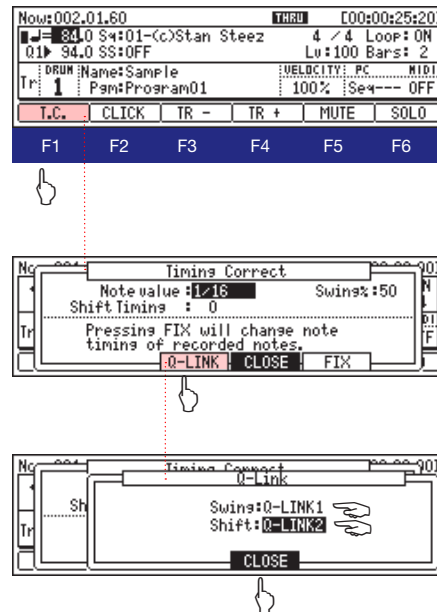 Now:002.01.60 THRU [00:00:25:20]
♩= 84.0 Sq:01-(c)Stan Steez 4 / 4 Loop:ON
Q1▶ 94.0 SS:OFF Lv:100 Bars: 2
Tr DRUM 1 Name:Sample VELOCITY: PC MIDI
Pgm:Program01 100% Seq--- OFF
T.C. CLICK TR - TR + MUTE SOLO
F1 F2 F3 F4 F5 F6
Timing Correct
Note value :1/16 Swing%:50
Shift Timing : 0
Tr Pressing FIX will change note
timing of recorded notes.
Q-LINK CLOSE FIX
Timing Correct
Q-Link
Sh Swing:Q-LINK1
Shift:Q-LINK2
Tr
CLOSE